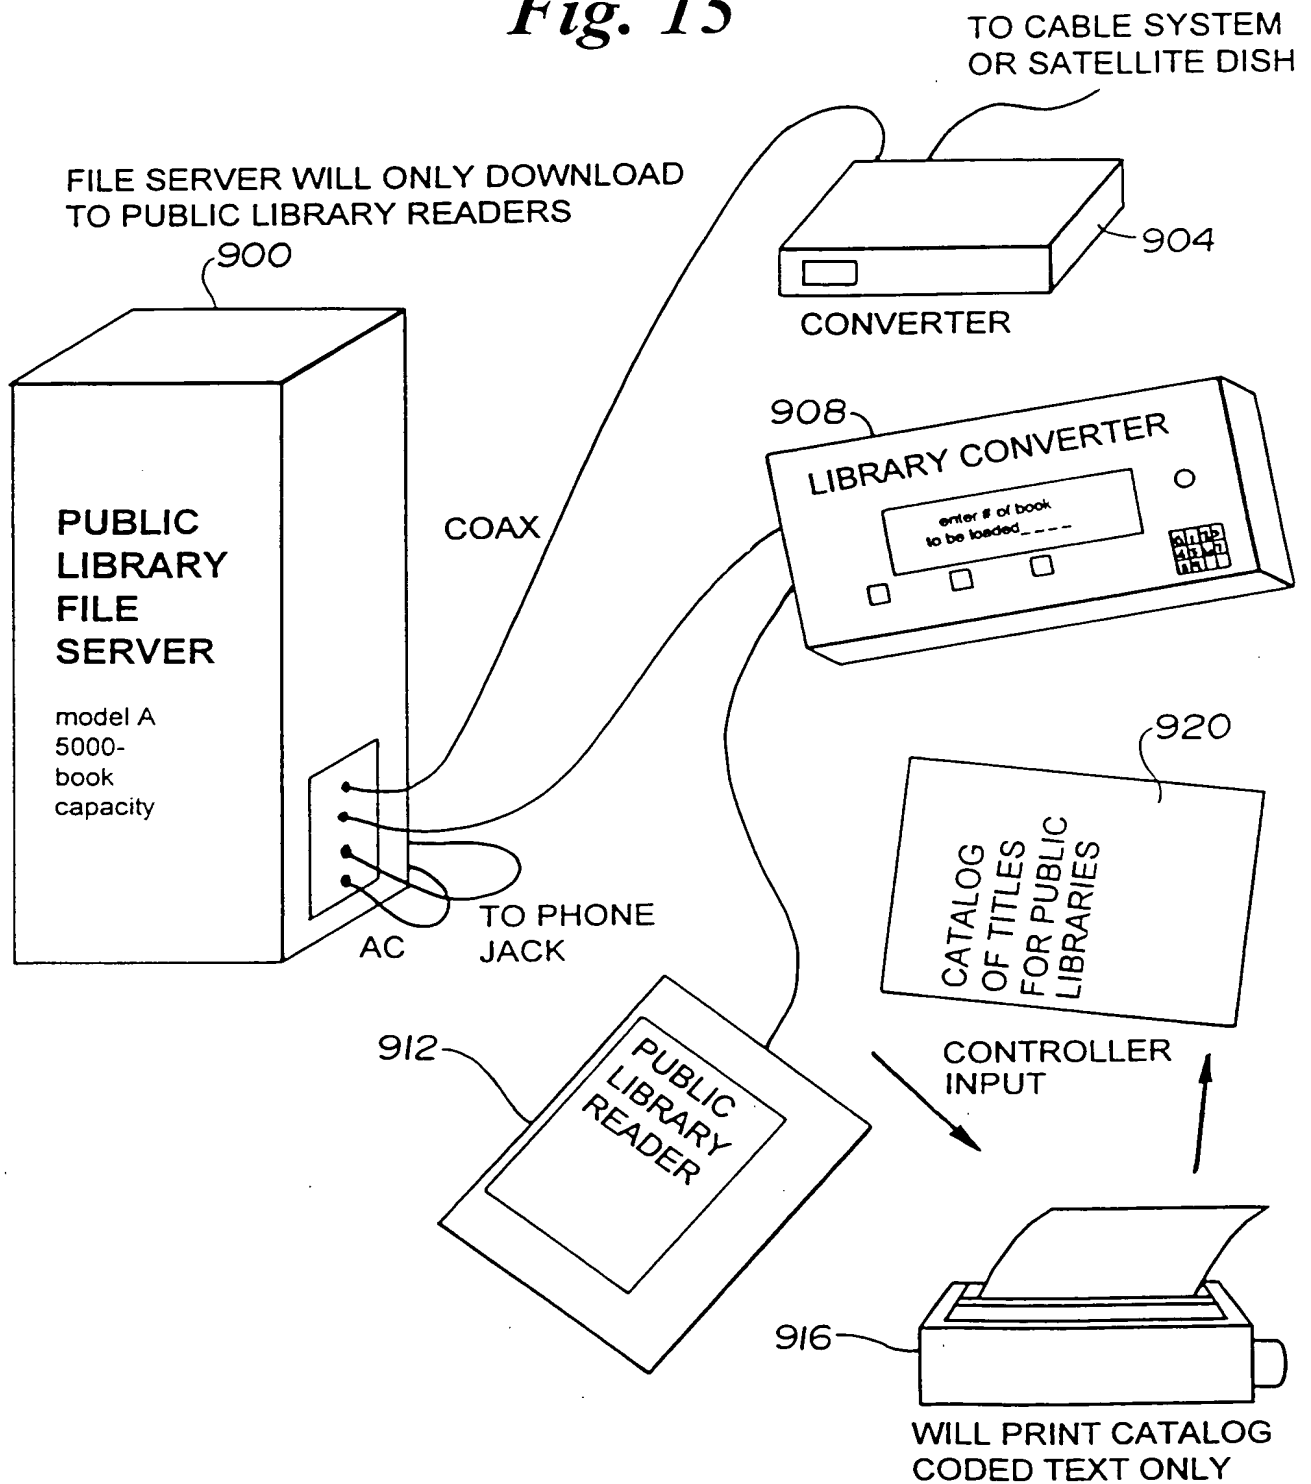 Fig. 15
TO CABLE SYSTEM
OR SATELLITE DISH
FILE SERVER WILL ONLY DOWNLOAD
TO PUBLIC LIBRARY READERS
900
904
CONVERTER
908
LIBRARY CONVERTER
enter # of book
to be loaded____
COAX
PUBLIC
LIBRARY
FILE
SERVER
model A
5000-
book
capacity
920
CATALOG
OF TITLES
FOR PUBLIC
LIBRARIES
TO PHONE
JACK
AC
912
PUBLIC
LIBRARY
READER
CONTROLLER
INPUT
916
WILL PRINT CATALOG
CODED TEXT ONLY